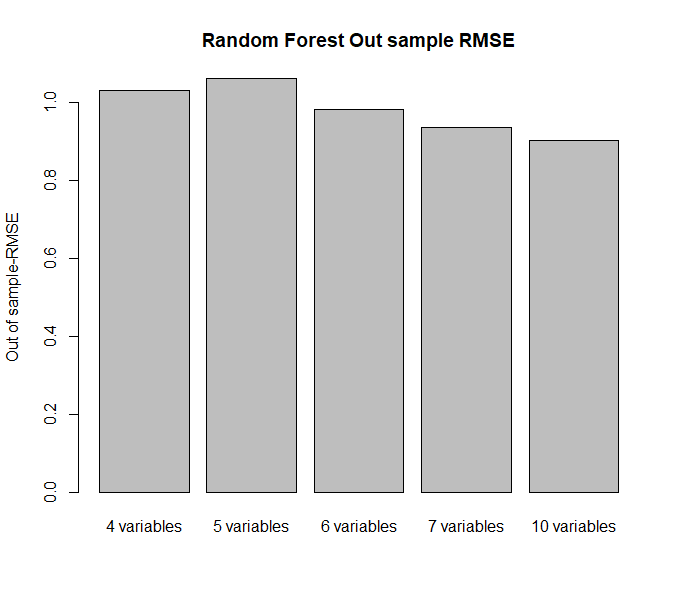 Random Forest Out sample RMSE
Out of sample-RMSE
1.0
0.8
0.6
0.4
0.2
0.0
4 variables
5 variables
6 variables
7 variables
10 variables